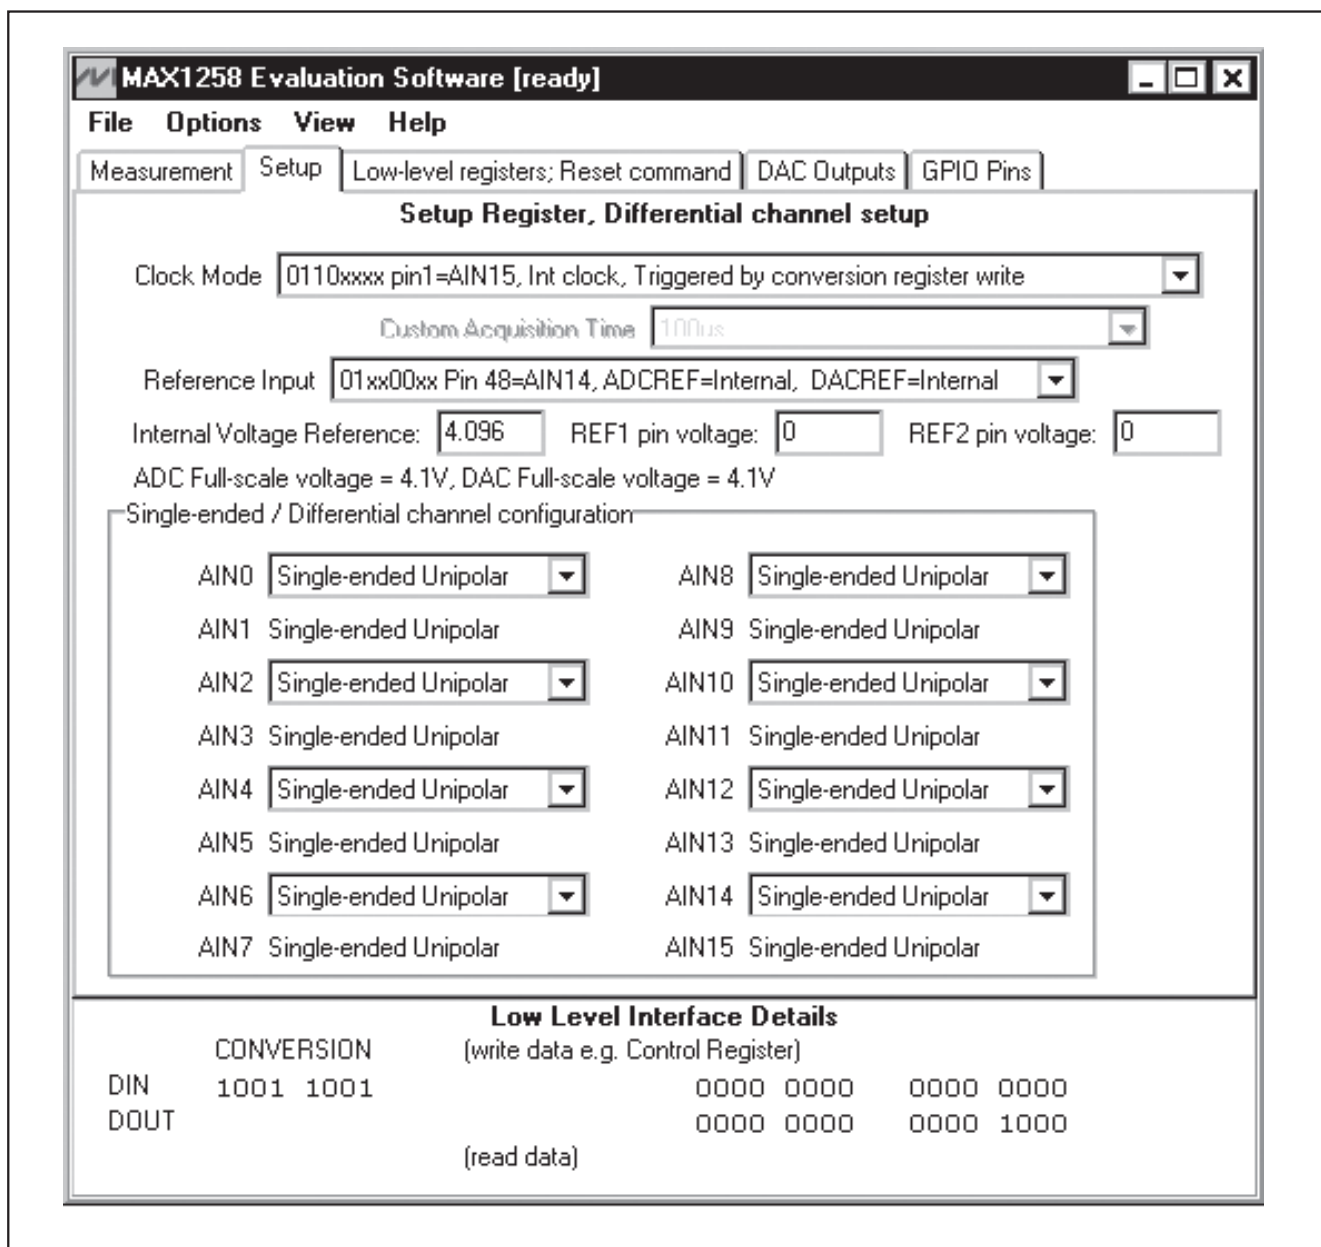 MAX1258 Evaluation Software [ready]
File Options View Help
Measurement Setup Low-level registers; Reset command DAC Outputs GPIO Pins
Setup Register, Differential channel setup
Clock Mode 0110xxxx pin1=AIN15, Int clock, Triggered by conversion register write
Custom Acquisition Time 100us
Reference Input 01xx00xx Pin 48=AIN14, ADCREF=Internal, DACREF=Internal
Internal Voltage Reference: 4.096 REF1 pin voltage: 0 REF2 pin voltage: 0
ADC Full-scale voltage = 4.1V, DAC Full-scale voltage = 4.1V
Single-ended / Differential channel configuration
AIN0 Single-ended Unipolar AIN8 Single-ended Unipolar
AIN1 Single-ended Unipolar AIN9 Single-ended Unipolar
AIN2 Single-ended Unipolar AIN10 Single-ended Unipolar
AIN3 Single-ended Unipolar AIN11 Single-ended Unipolar
AIN4 Single-ended Unipolar AIN12 Single-ended Unipolar
AIN5 Single-ended Unipolar AIN13 Single-ended Unipolar
AIN6 Single-ended Unipolar AIN14 Single-ended Unipolar
AIN7 Single-ended Unipolar AIN15 Single-ended Unipolar
Low Level Interface Details
CONVERSION (write data e.g. Control Register)
DIN 1001 1001 0000 0000 0000 0000
DOUT 0000 0000 0000 1000
(read data)